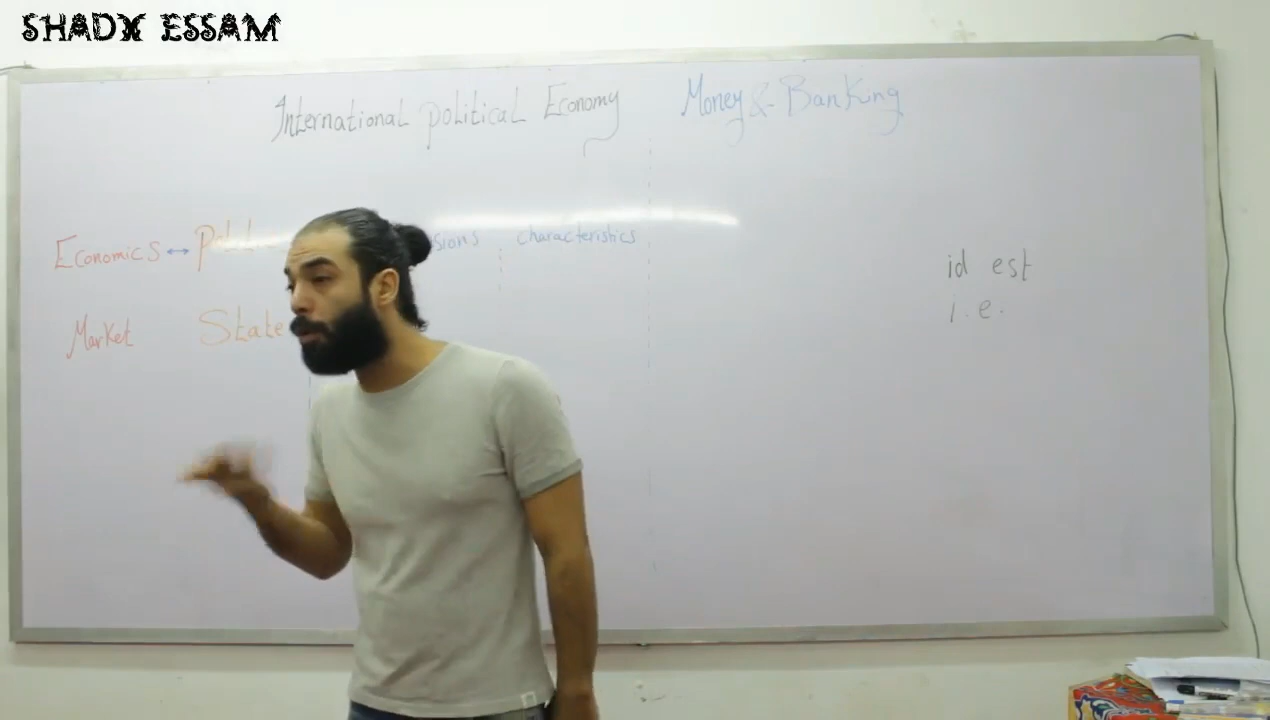 SHADY ESSAM
International political Economy
Money & Banking
Economics ↔
characteristics
Market State
id est
i.e.